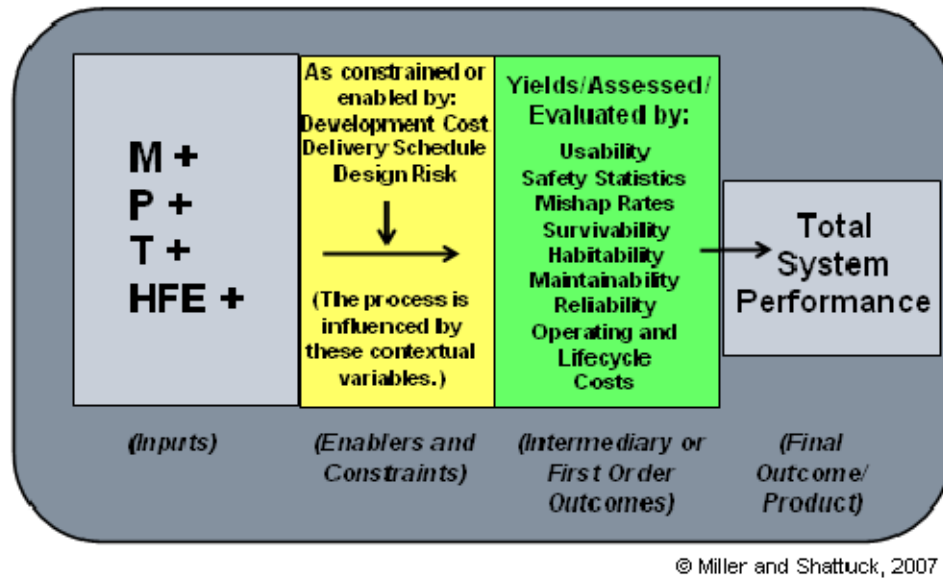 M +
P +
T +
HFE +
As constrained or
enabled by:
Development Cost
Delivery Schedule
Design Risk
(The process is
influenced by
these contextual
variables.)
Yields/Assessed/
Evaluated by:
Usability
Safety Statistics
Mishap Rates
Survivability
Habitability
Maintainability
Reliability
Operating and
Lifecycle
Costs
Total
System
Performance
(Inputs)
(Enablers and
Constraints)
(Intermediary or
First Order
Outcomes)
(Final
Outcome/
Product)
© Miller and Shattuck, 2007